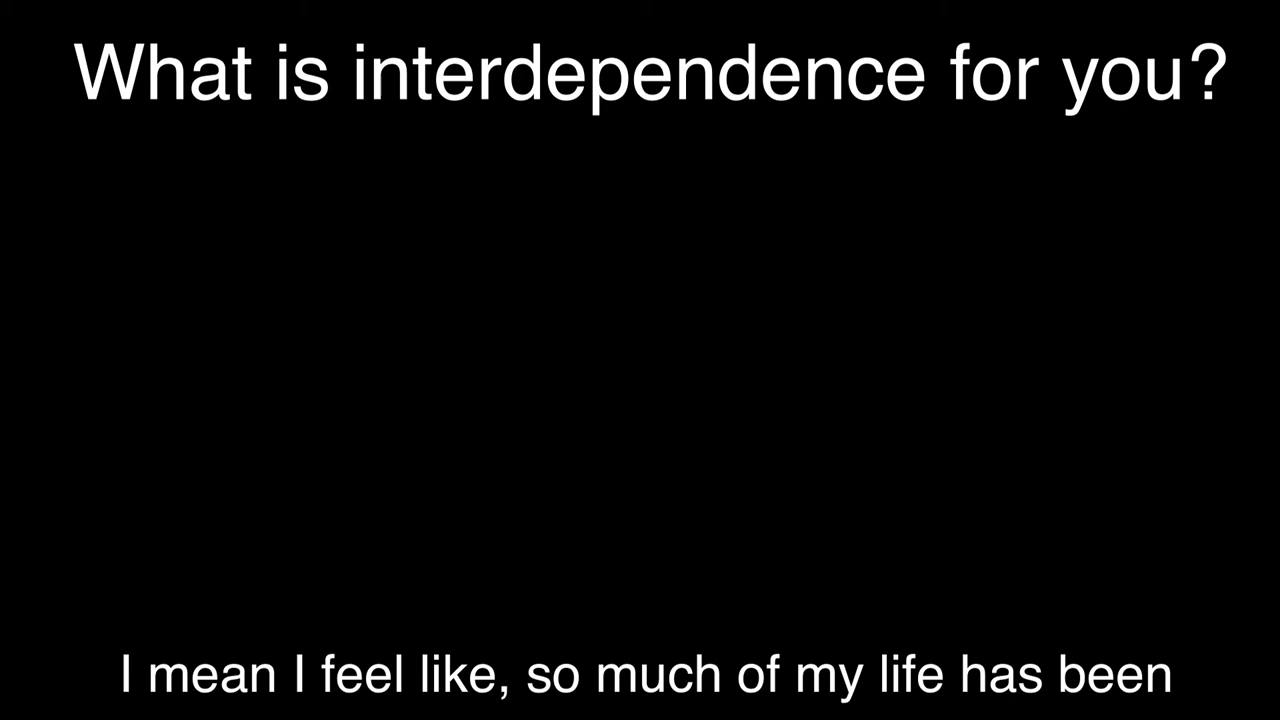 What is interdependence for you?
I mean I feel like, so much of my life has been